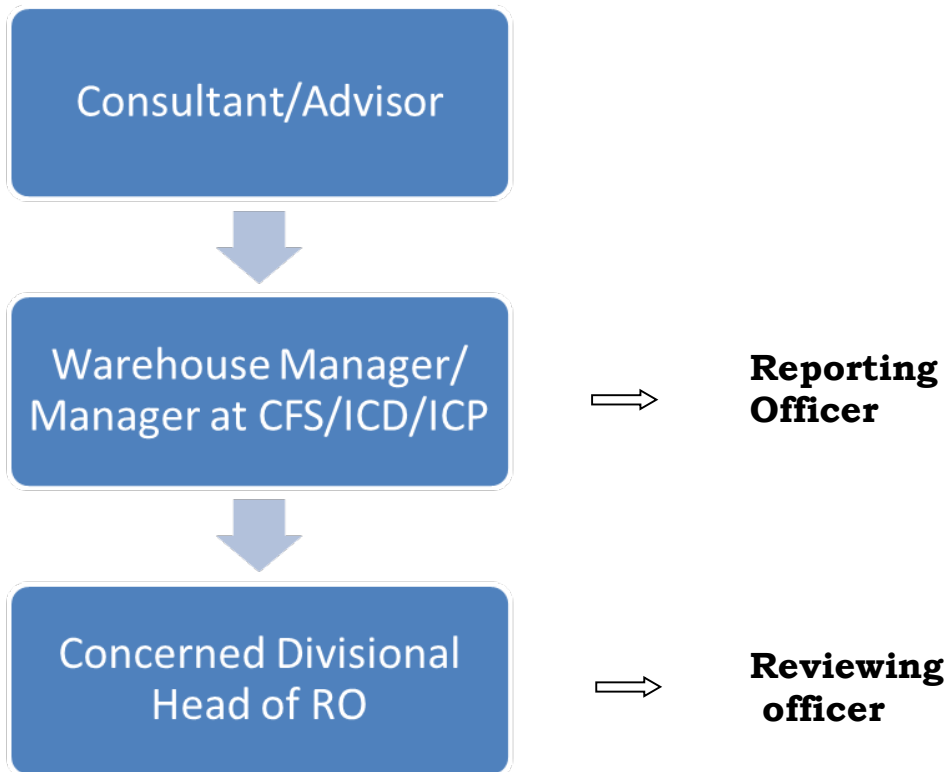 Consultant/Advisor
Warehouse Manager/
Manager at CFS/ICD/ICP
Reporting
Officer
Concerned Divisional
Head of RO
Reviewing
officer